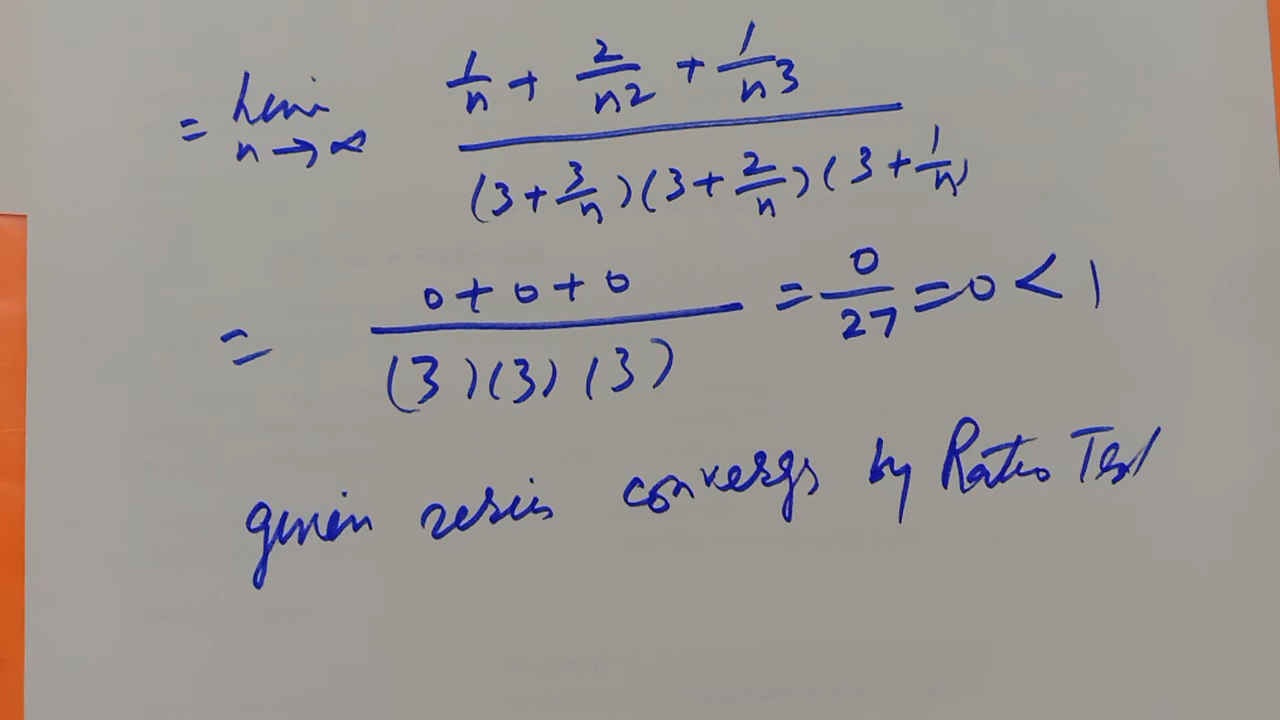 = lim n→∞ (1/n + 2/n2 + 1/n3) / ((3 + 3/n)(3 + 2/n)(3 + 1/n)
= (0 + 0 + 0) / ((3)(3)(3)) = 0/27 = 0 < 1
given series converges by Ratio Test